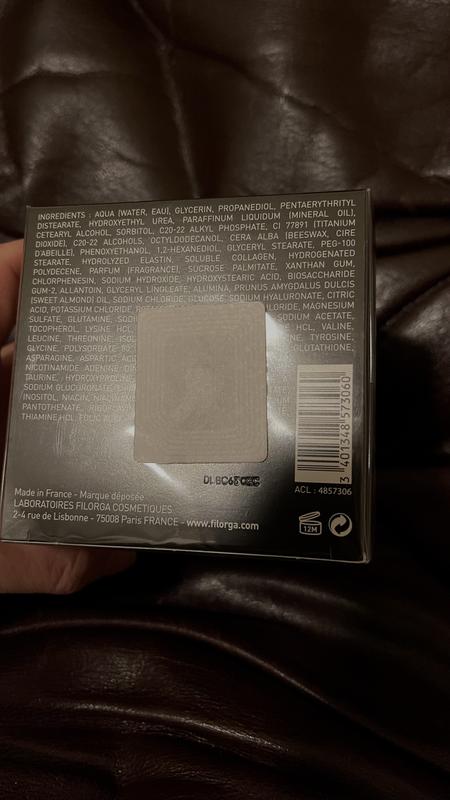 INGREDIENTS : AQUA (WATER, EAU), GLYCERIN, PROPANEDIOL, PENTAERYTHRITYL
DISTEARATE, HYDROXYETHYL UREA, PARAFFINUM LIQUIDUM (MINERAL OIL),
CETEARYL ALCOHOL, SORBITOL, C20-22 ALKYL PHOSPHATE, CI 77891 (TITANIUM
DIOXIDE), C20-22 ALCOHOLS, OCTYLDODECANOL, CERA ALBA (BEESWAX, CIRE
D'ABEILLE), PHENOXYETHANOL, 1,2-HEXANEDIOL, GLYCERYL STEARATE, PEG-100
STEARATE, HYDROLYZED ELASTIN, SOLUBLE COLLAGEN, HYDROGENATED
POLYDECENE, PARFUM (FRAGRANCE), SUCROSE PALMITATE, XANTHAN GUM,
CHLORPHENESIN, SODIUM HYDROXIDE, HYDROXYSTEARIC ACID, BIOSACCHARIDE
GUM-2, ALLANTOIN, GLYCERYL LINOLEATE, ALUMINA, PRUNUS AMYGDALUS DULCIS
(SWEET ALMOND) OIL, SODIUM CHLORIDE, GLUCOSE, SODIUM HYALURONATE, CITRIC
ACID, POTASSIUM CHLORIDE, CHLORIDE, MAGNESIUM
SULFATE, GLUTAMINE, SODIUM ACETATE,
TOCOPHEROL, LYSINE HCL, HCL, VALINE,
LEUCINE, THREONINE, TYROSINE,
GLYCINE, POLYSORBATE GLUTATHIONE,
ASPARAGINE, ASPARTIC
NICOTINAMIDE ADENINE
TAURINE,
SODIUM
INOSITOL, NIACIN,
PANTOTHENATE,
THIAMINE HCL, FOLIC
3 401348 573060
ACL : 4857306
Made in France - Marque déposée
LABORATOIRES FILORGA COSMETIQUES
2-4 rue de Lisbonne - 75008 Paris FRANCE - www.filorga.com
12M